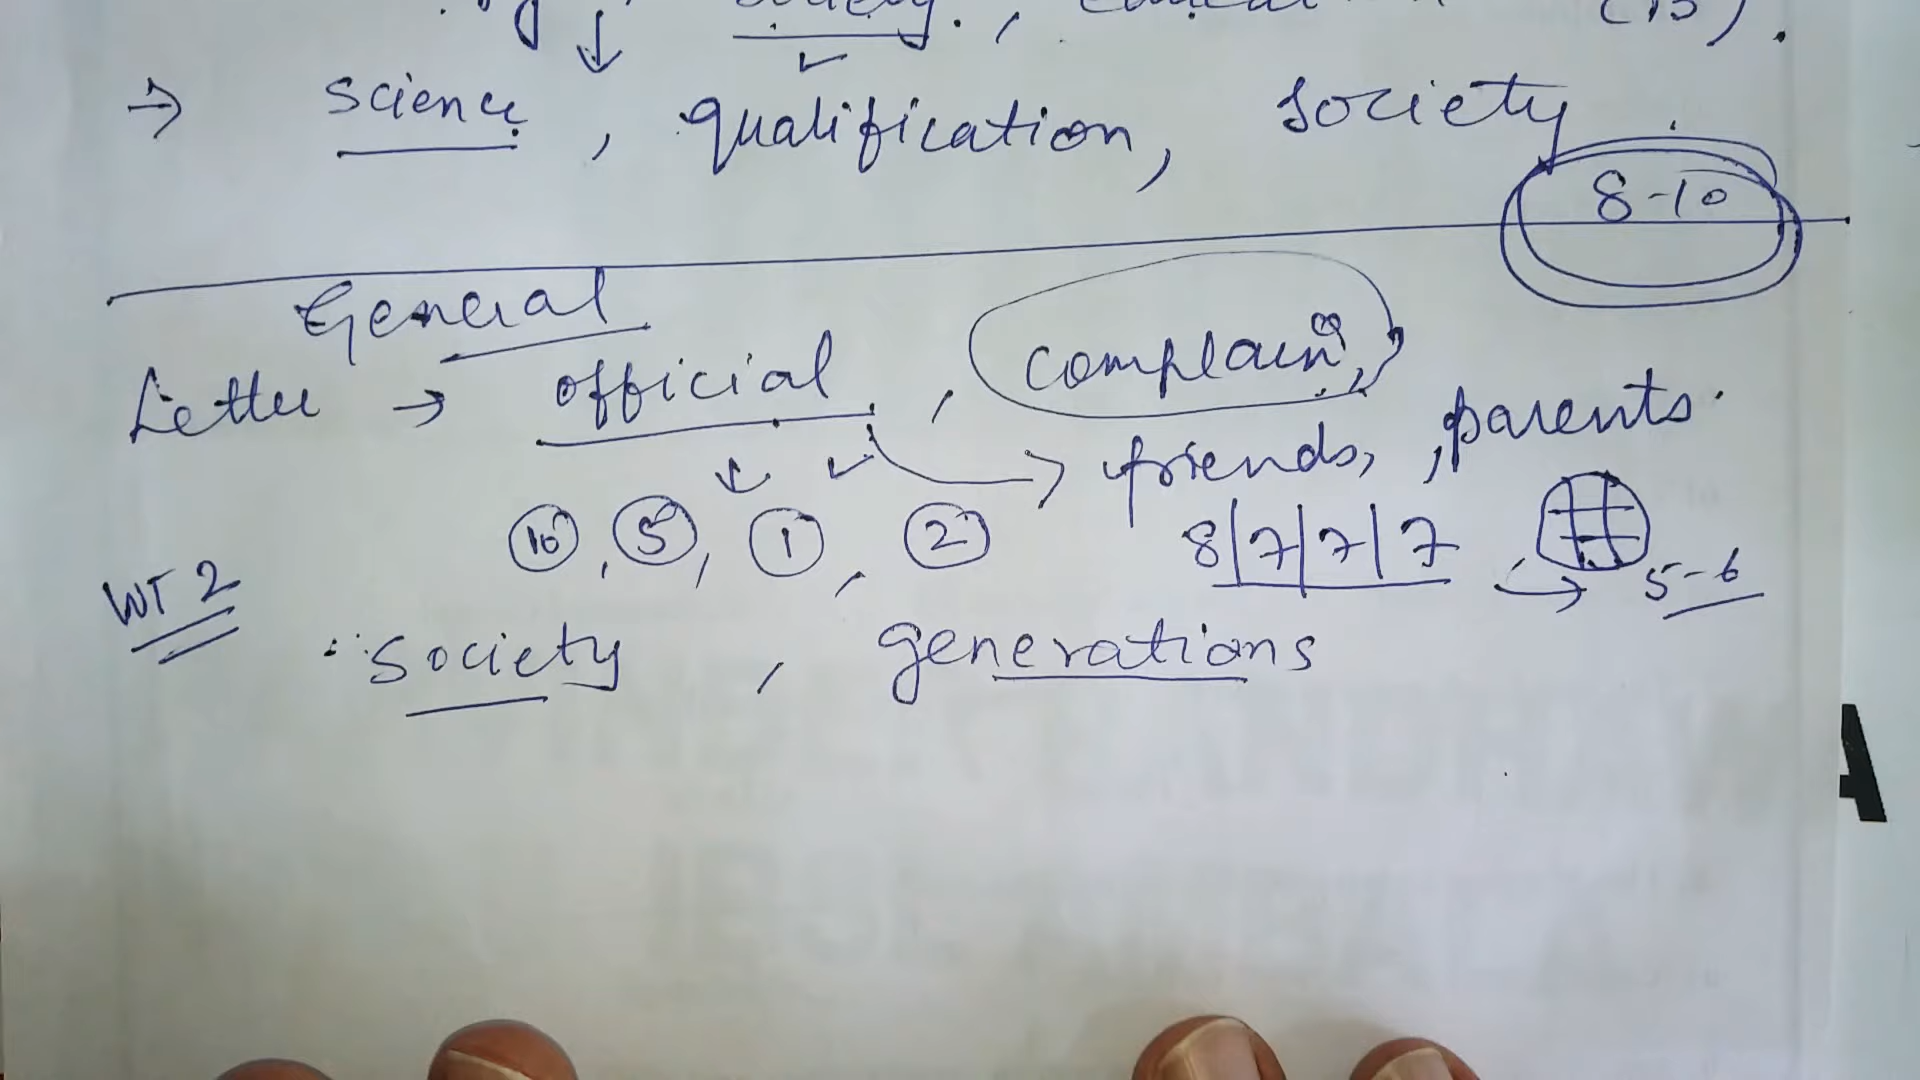 society. ,
→ science , qualification, society .
8-10
General
Letter → official , complain ,
→ friends, , parents.
10 , 5 , 1 , 2 8|7|7|7 → 5-6
WT 2
society , generations
A